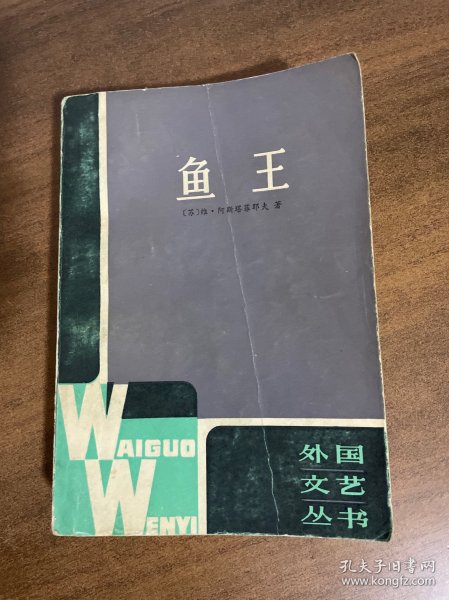 鱼 王
〔苏〕维·阿斯塔菲耶夫 著
WAIGUO
WENYI
外国
文艺
丛书
孔夫子旧书网
www.kongfz.com